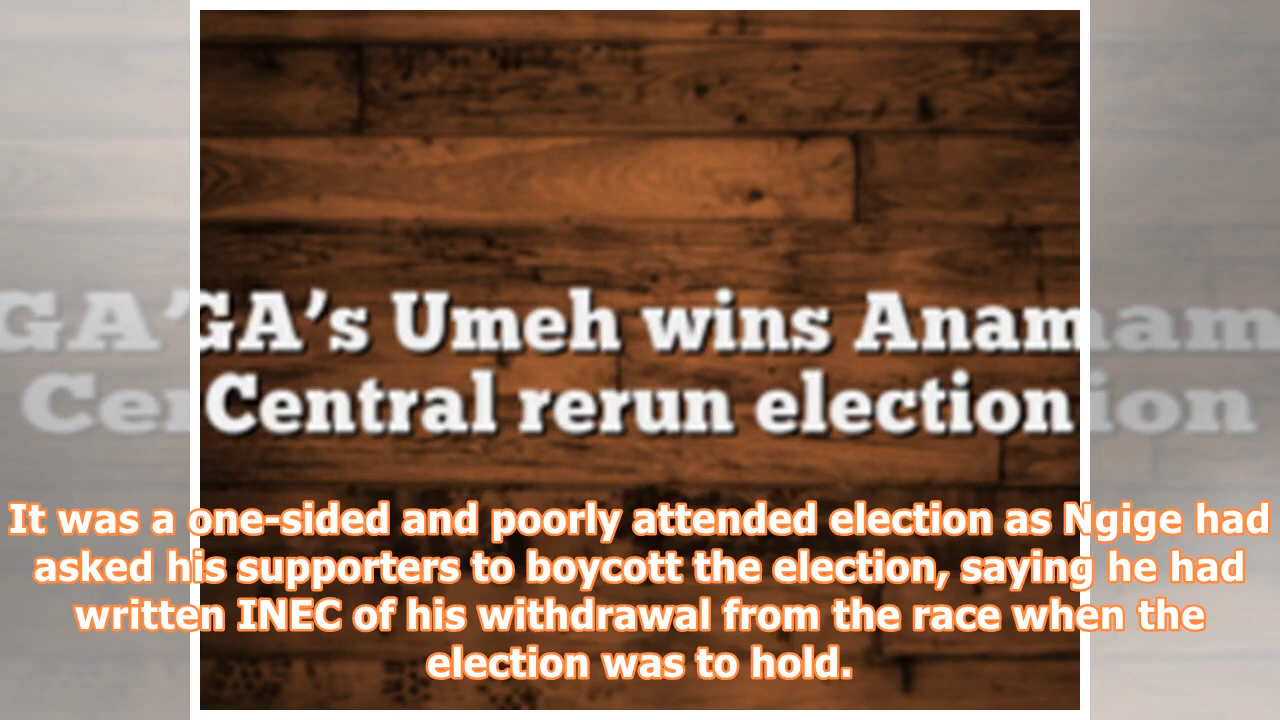 GA's Umeh wins Anam
Central rerun election
It was a one-sided and poorly attended election as Ngige had
asked his supporters to boycott the election, saying he had
written INEC of his withdrawal from the race when the
election was to hold.